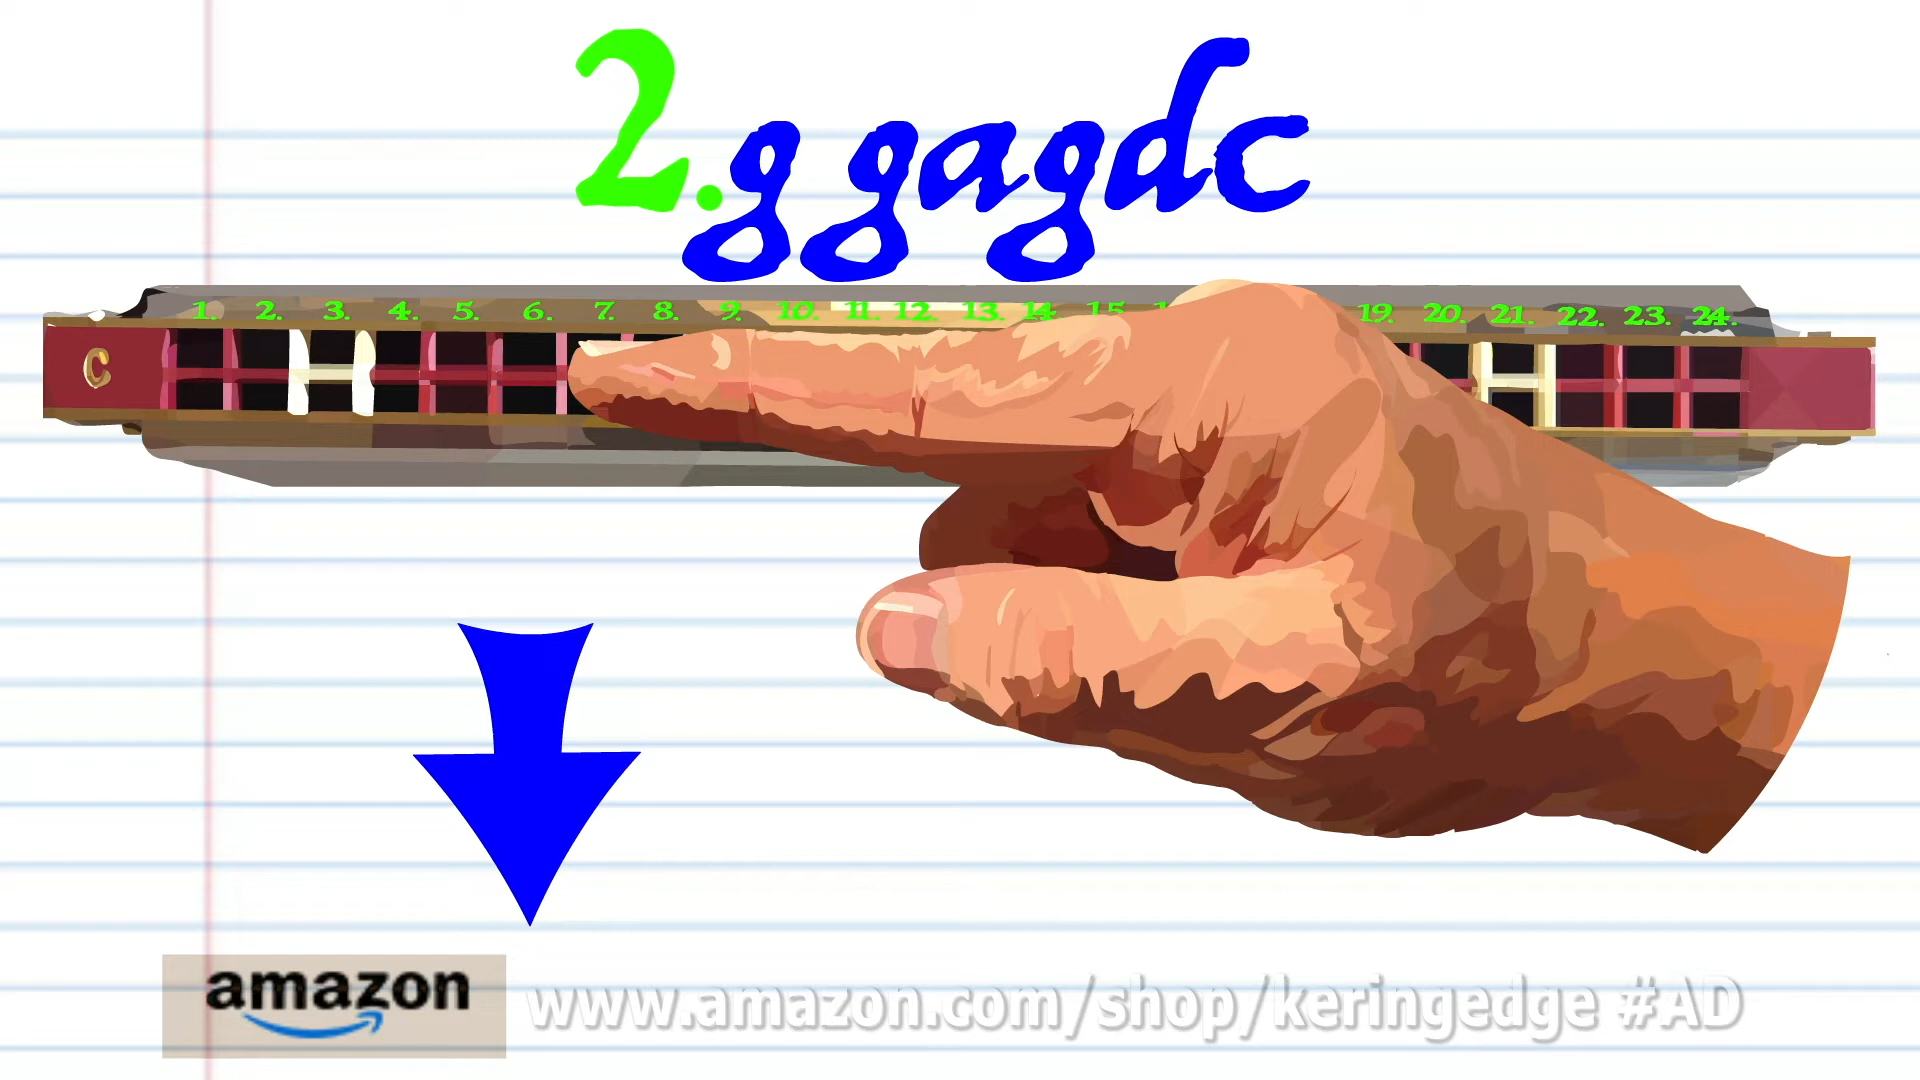 2. g gagdc
1. 2. 3. 4. 5. 6. 7. 8. 9. 10. 11. 12. 13. 14 15 19. 20. 21. 22. 23. 24.
C
amazon www.amazon.com/shop/keringedge #AD